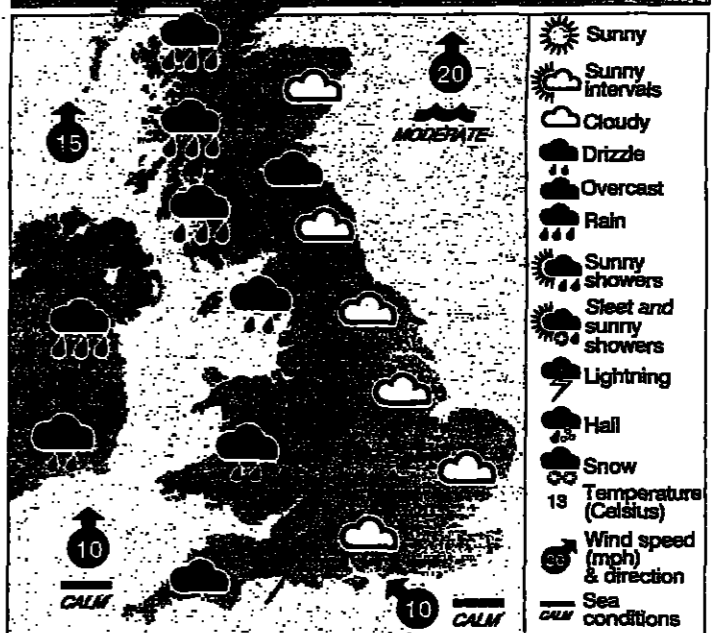 15
20
MODERATE
10
CALM
10
CALM
Sunny
Sunny
intervals
Cloudy
Drizzle
Overcast
Rain
Sunny
showers
Sleet and
sunny
showers
Lightning
Hail
Snow
13 Temperature
(Celsius)
Wind speed
(mph)
& direction
CALM Sea
conditions